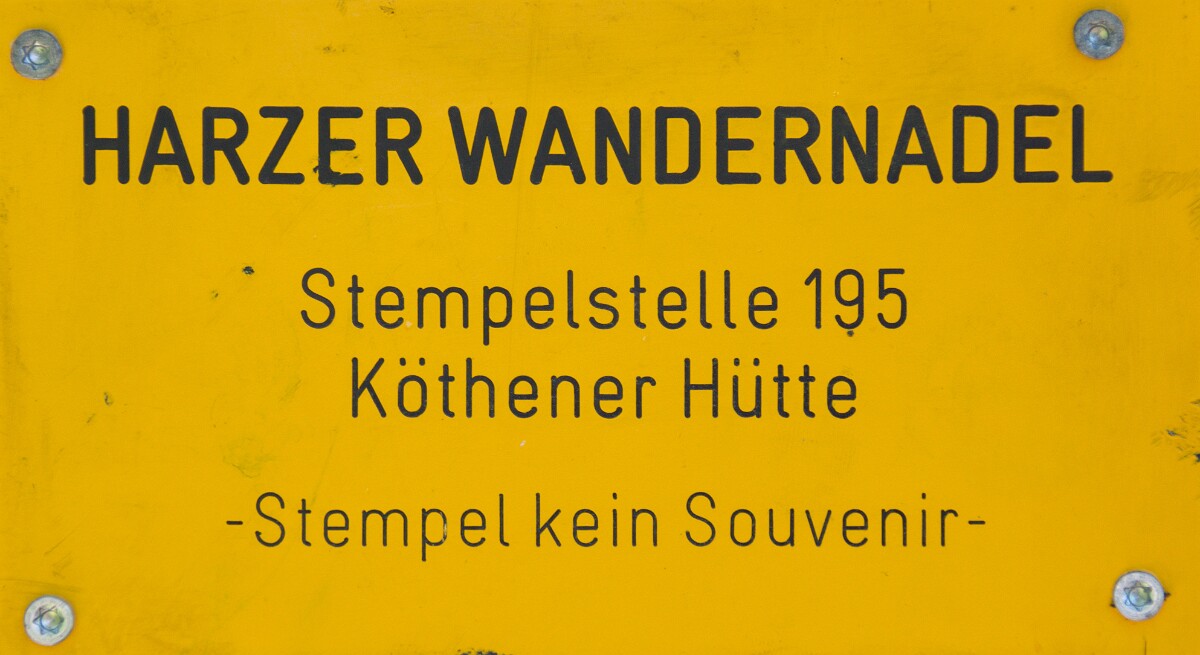 HARZER WANDERNADEL
Stempelstelle 195
Köthener Hütte
-Stempel kein Souvenir-